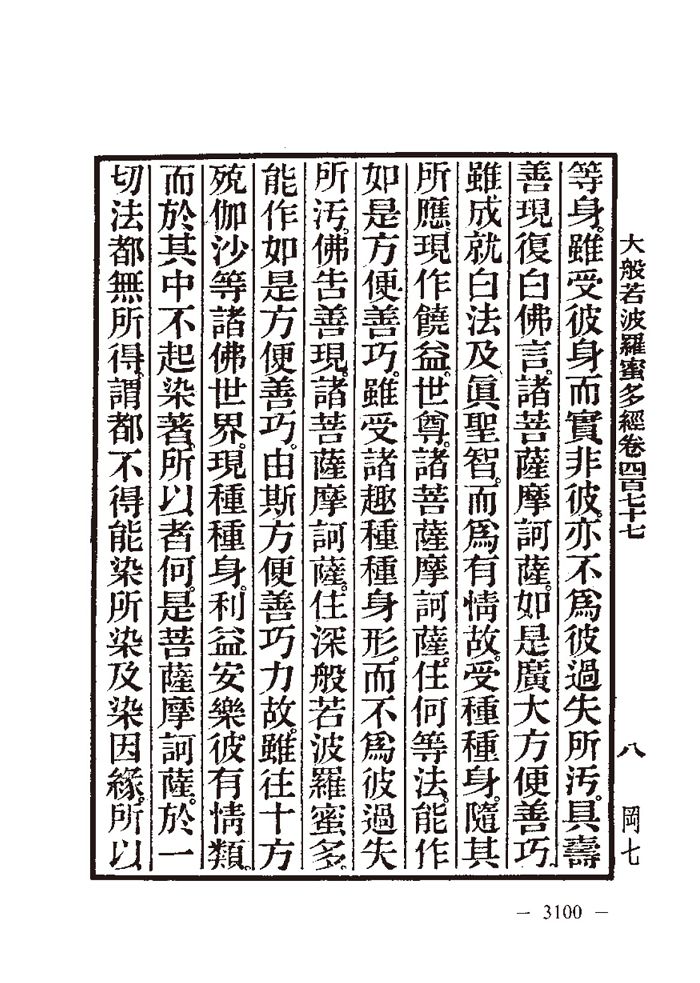 大般若波羅蜜多經卷四百七十七 八 岡七
等身。雖受彼身而實非彼。亦不爲彼過失所汚。具壽
善現復白佛言。諸菩薩摩訶薩。如是廣大方便善巧。
雖成就白法及眞聖智。而爲有情故。受種種身。隨其
所應。現作饒益。世尊。諸菩薩摩訶薩。住何等法。能作
如是方便善巧。雖受諸趣種種身形。而不爲彼過失
所汚。佛告善現。諸菩薩摩訶薩。住深般若波羅蜜多。
能作如是方便善巧。由斯方便善巧力故。雖往十方
殑伽沙等諸佛世界。現種種身。利益安樂。彼有情類。
而於其中不起染著。所以者何。是菩薩摩訶薩。於一
切法都無所得。謂都不得能染所染及染因緣。所以
— 3100 —